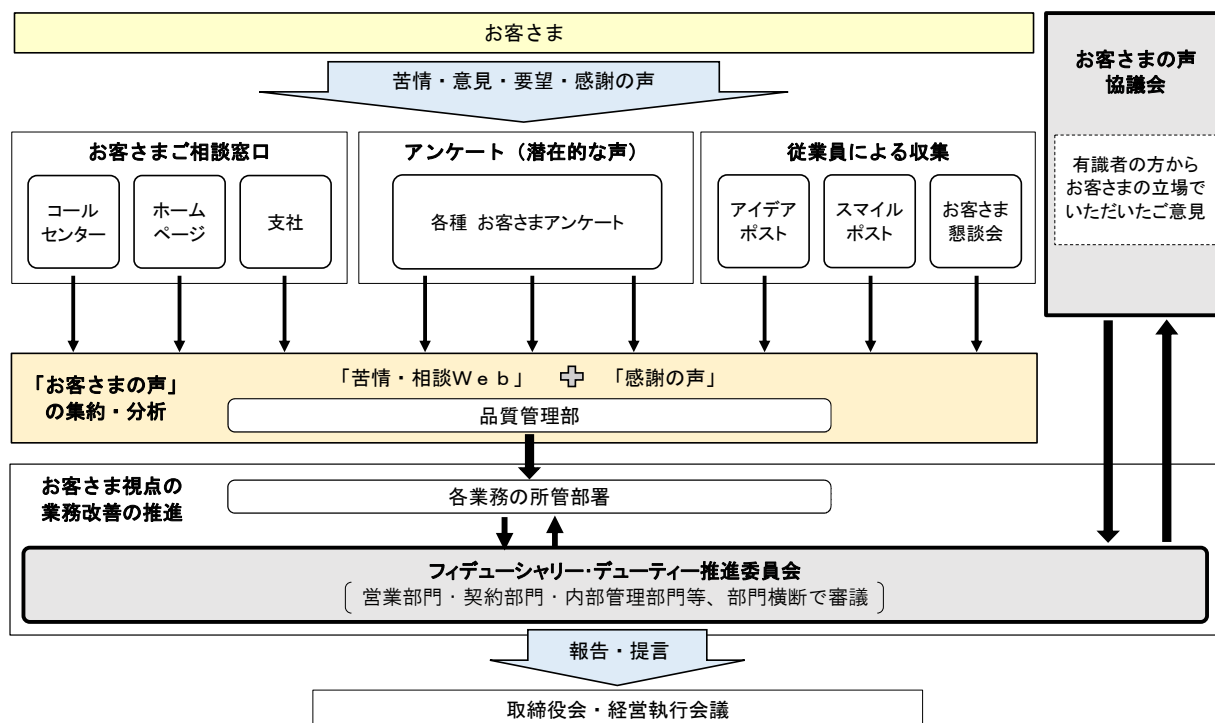 お客さま
苦情・意見・要望・感謝の声
お客さまの声
協議会
有識者の方から
お客さまの立場で
いただいたご意見
お客さまご相談窓口
コール
センター
ホーム
ページ
支社
アンケート（潜在的な声）
各種 お客さまアンケート
従業員による収集
アイデア
ポスト
スマイル
ポスト
お客さま
懇談会
「お客さまの声」
の集約・分析
「苦情・相談Ｗｅｂ」 「感謝の声」
品質管理部
お客さま視点の
業務改善の推進
各業務の所管部署
フィデューシャリー・デューティー推進委員会
営業部門・契約部門・内部管理部門等、部門横断で審議
報告・提言
取締役会・経営執行会議